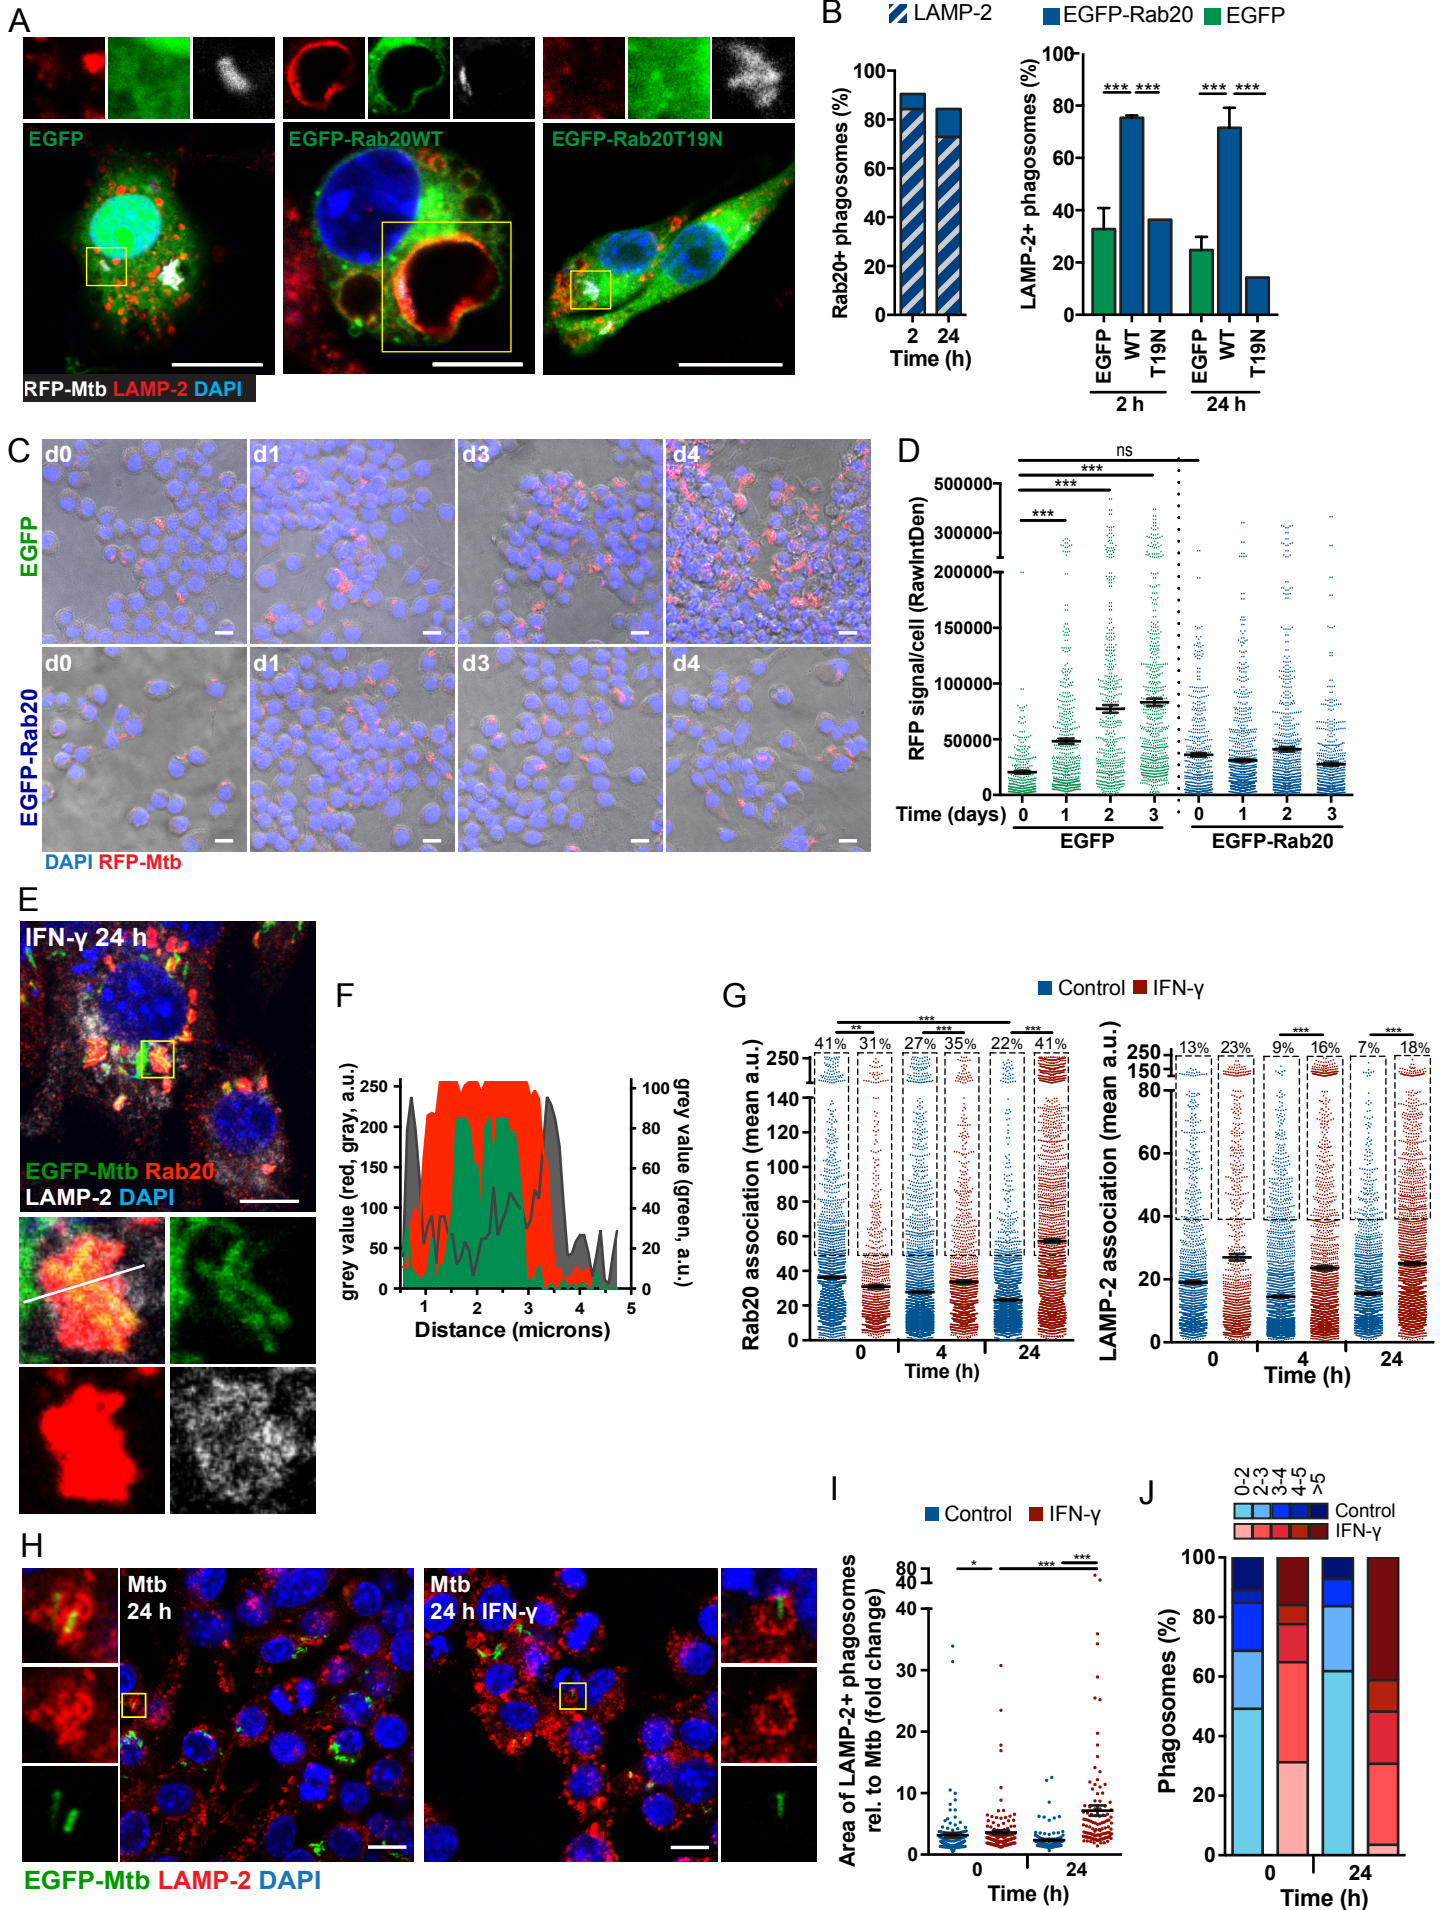 A
EGFP
EGFP-Rab20WT
EGFP-Rab20T19N
RFP-Mtb LAMP-2 DAPI
B
LAMP-2
EGFP-Rab20
EGFP
Rab20+ phagosomes (%)
100
80
60
40
20
0
2 24
Time (h)
LAMP-2+ phagosomes (%)
100
80
60
40
20
0
*** *** *** ***
EGFP WT T19N EGFP WT T19N
2 h 24 h
C
EGFP
d0 d1 d3 d4
EGFP-Rab20
d0 d1 d3 d4
DAPI RFP-Mtb
D
ns
***
***
***
RFP signal/cell (RawIntDen)
500000
300000
200000
150000
100000
50000
0
Time (days) 0 1 2 3 0 1 2 3
EGFP EGFP-Rab20
E
IFN-γ 24 h
EGFP-Mtb Rab20
LAMP-2 DAPI
F
grey value (red, gray, a.u.)
250
200
150
100
50
0
grey value (green, a.u.)
100
80
60
40
20
0
1 2 3 4 5
Distance (microns)
G
Control IFN-γ
Rab20 association (mean a.u.)
***
** *** ***
41% 31% 27% 35% 22% 41%
250
150
140
120
100
80
60
40
20
0
0 4 24
Time (h)
LAMP-2 association (mean a.u.)
*** ***
13% 23% 9% 16% 7% 18%
250
150
80
60
40
20
0
0 4 24
Time (h)
H
Mtb
24 h
Mtb
24 h IFN-γ
EGFP-Mtb LAMP-2 DAPI
I
Control IFN-γ
Area of LAMP-2+ phagosomes
rel. to Mtb (fold change)
* *** ***
80
40
40
30
20
10
0
0 24
Time (h)
J
0-2 2-3 3-4 4-5 >5
Control
IFN-γ
Phagosomes (%)
100
80
60
40
20
0
0 24
Time (h)